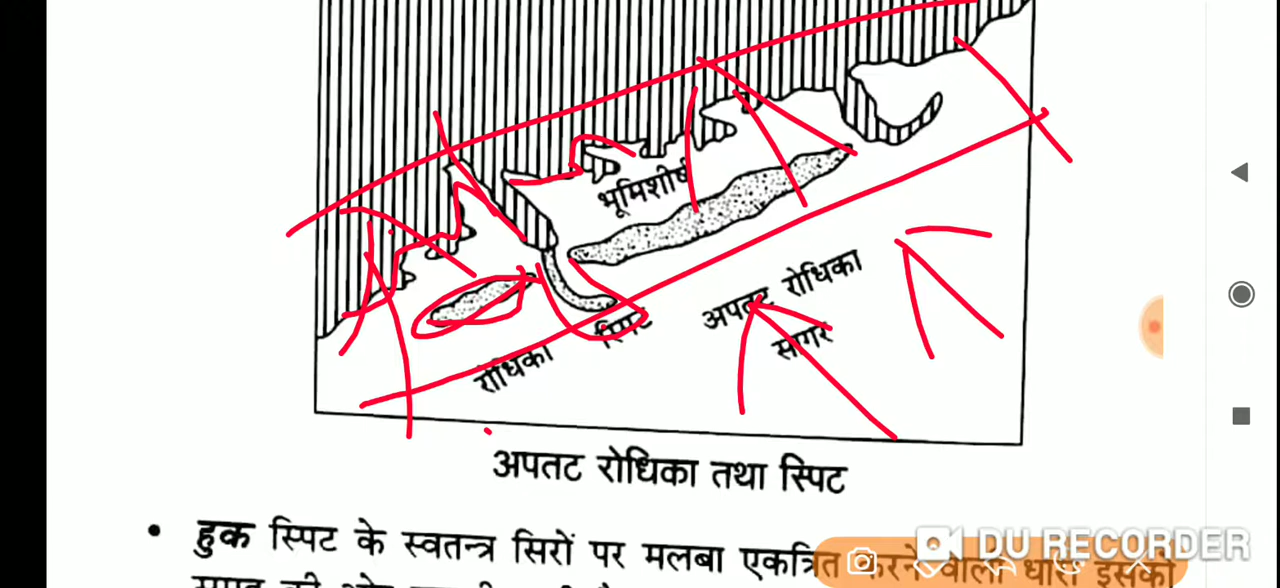 भूमिशीर्ष
अपतट रोधिका
सागर
स्पिट
रोधिका
अपतट रोधिका तथा स्पिट
• हुक स्पिट के स्वतन्त्र सिरों पर मलबा एकत्रित करने वाली धारा इसको
DU RECORDER